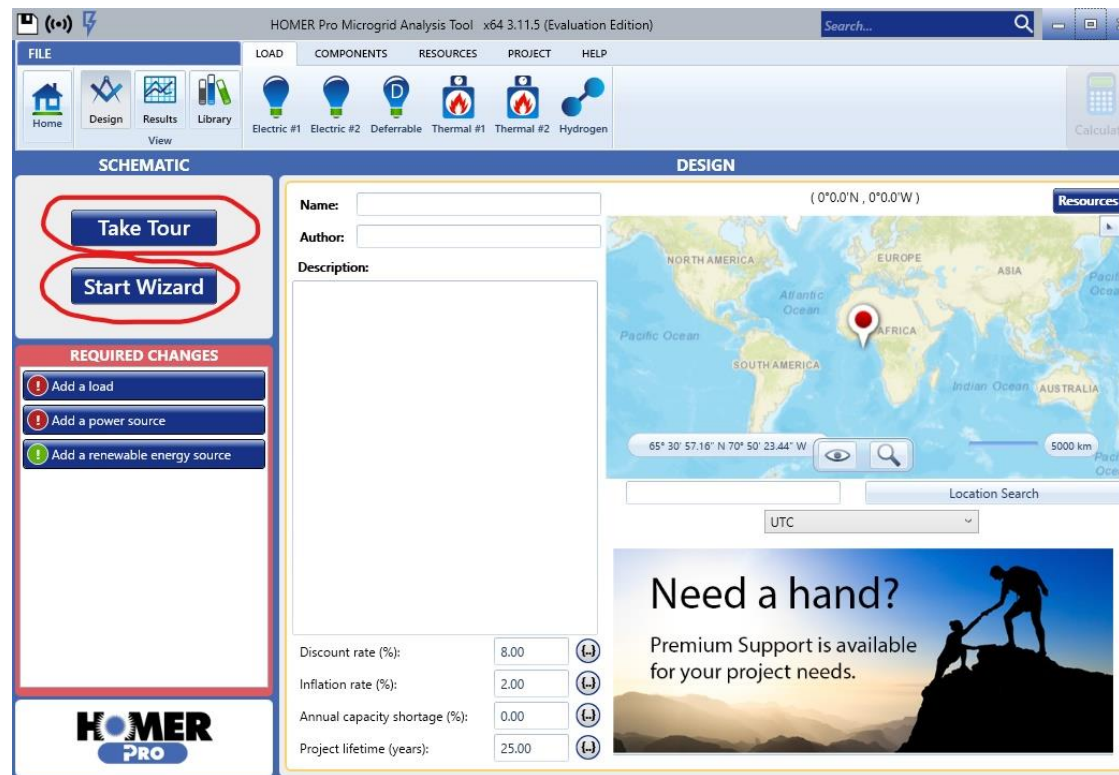 HOMER Pro Microgrid Analysis Tool x64 3.11.5 (Evaluation Edition)
Search...
FILE
LOAD COMPONENTS RESOURCES PROJECT HELP
Home
Design
Results
Library
View
Electric #1
Electric #2
D
Deferrable
Thermal #1
Thermal #2
Hydrogen
SCHEMATIC
Take Tour
Start Wizard
REQUIRED CHANGES
Add a load
Add a power source
Add a renewable energy source
HOMER
PRO
DESIGN
Name:
Author:
Description:
Discount rate (%): 8.00 {..}
Inflation rate (%): 2.00 {..}
Annual capacity shortage (%): 0.00 {..}
Project lifetime (years): 25.00 {..}
( 0°0.0'N , 0°0.0'W )
Resources
NORTH AMERICA
EUROPE
ASIA
Atlantic
Ocean
AFRICA
Pacific Ocean
SOUTH AMERICA
Indian Ocean
AUSTRALIA
65° 30' 57.16" N 70° 50' 23.44" W
5000 km
Location Search
UTC
Need a hand?
Premium Support is available
for your project needs.